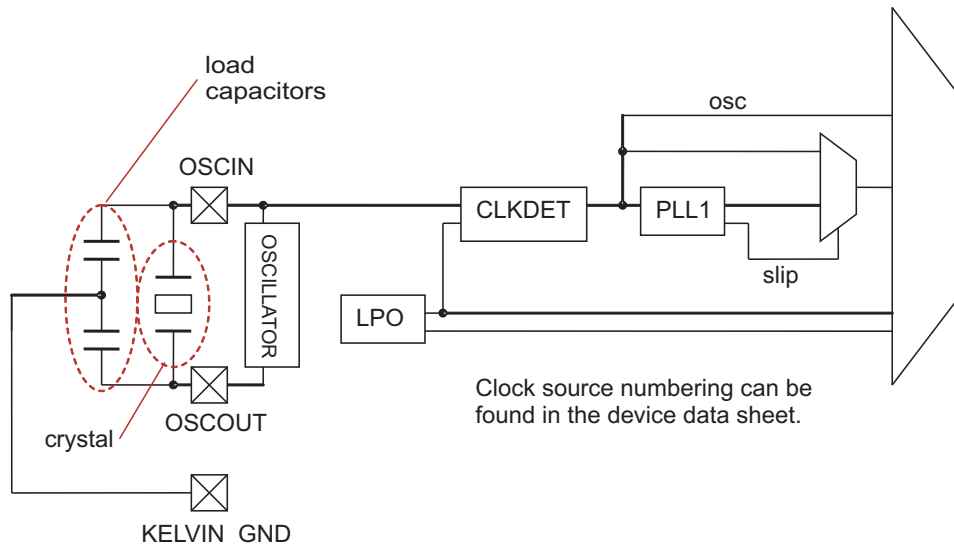 load
capacitors
osc
OSCIN
CLKDET
PLL1
OSCILLATOR
slip
LPO
Clock source numbering can be
found in the device data sheet.
OSCOUT
crystal
KELVIN_GND